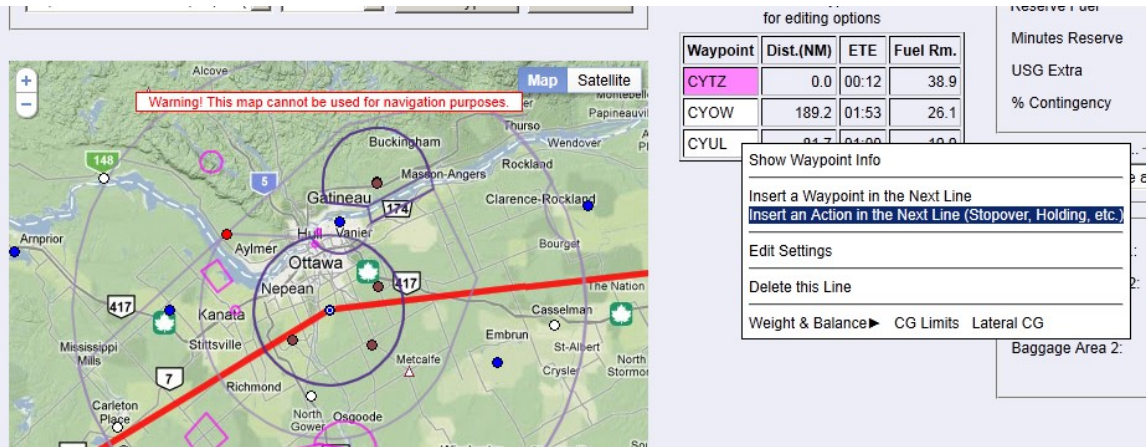 for editing options
Reserve Fuel
Minutes Reserve
USG Extra
% Contingency
Waypoint Dist.(NM) ETE Fuel Rm.
CYTZ 0.0 00:12 38.9
CYOW 189.2 01:53 26.1
CYUL
Show Waypoint Info
Insert a Waypoint in the Next Line
Insert an Action in the Next Line (Stopover, Holding, etc.)
Edit Settings
Delete this Line
Weight & Balance▶ CG Limits Lateral CG
Baggage Area 2:
+
-
Map Satellite
Warning! This map cannot be used for navigation purposes.
Alcove
Thurso
Buckingham
Wendover
148
Rockland
5
Masson-Angers
Gatineau
Clarence-Rockland
174
Hull Vanier
Arnprior
Aylmer
Bourget
Ottawa
417
Nepean
The Nation
417
Kanata
Casselman
Embrun
Stittsville
St-Albert
Mississippi
Mills
Metcalfe
North
Crysler
7
Richmond
Carleton
Place
North
Gower
Osgoode